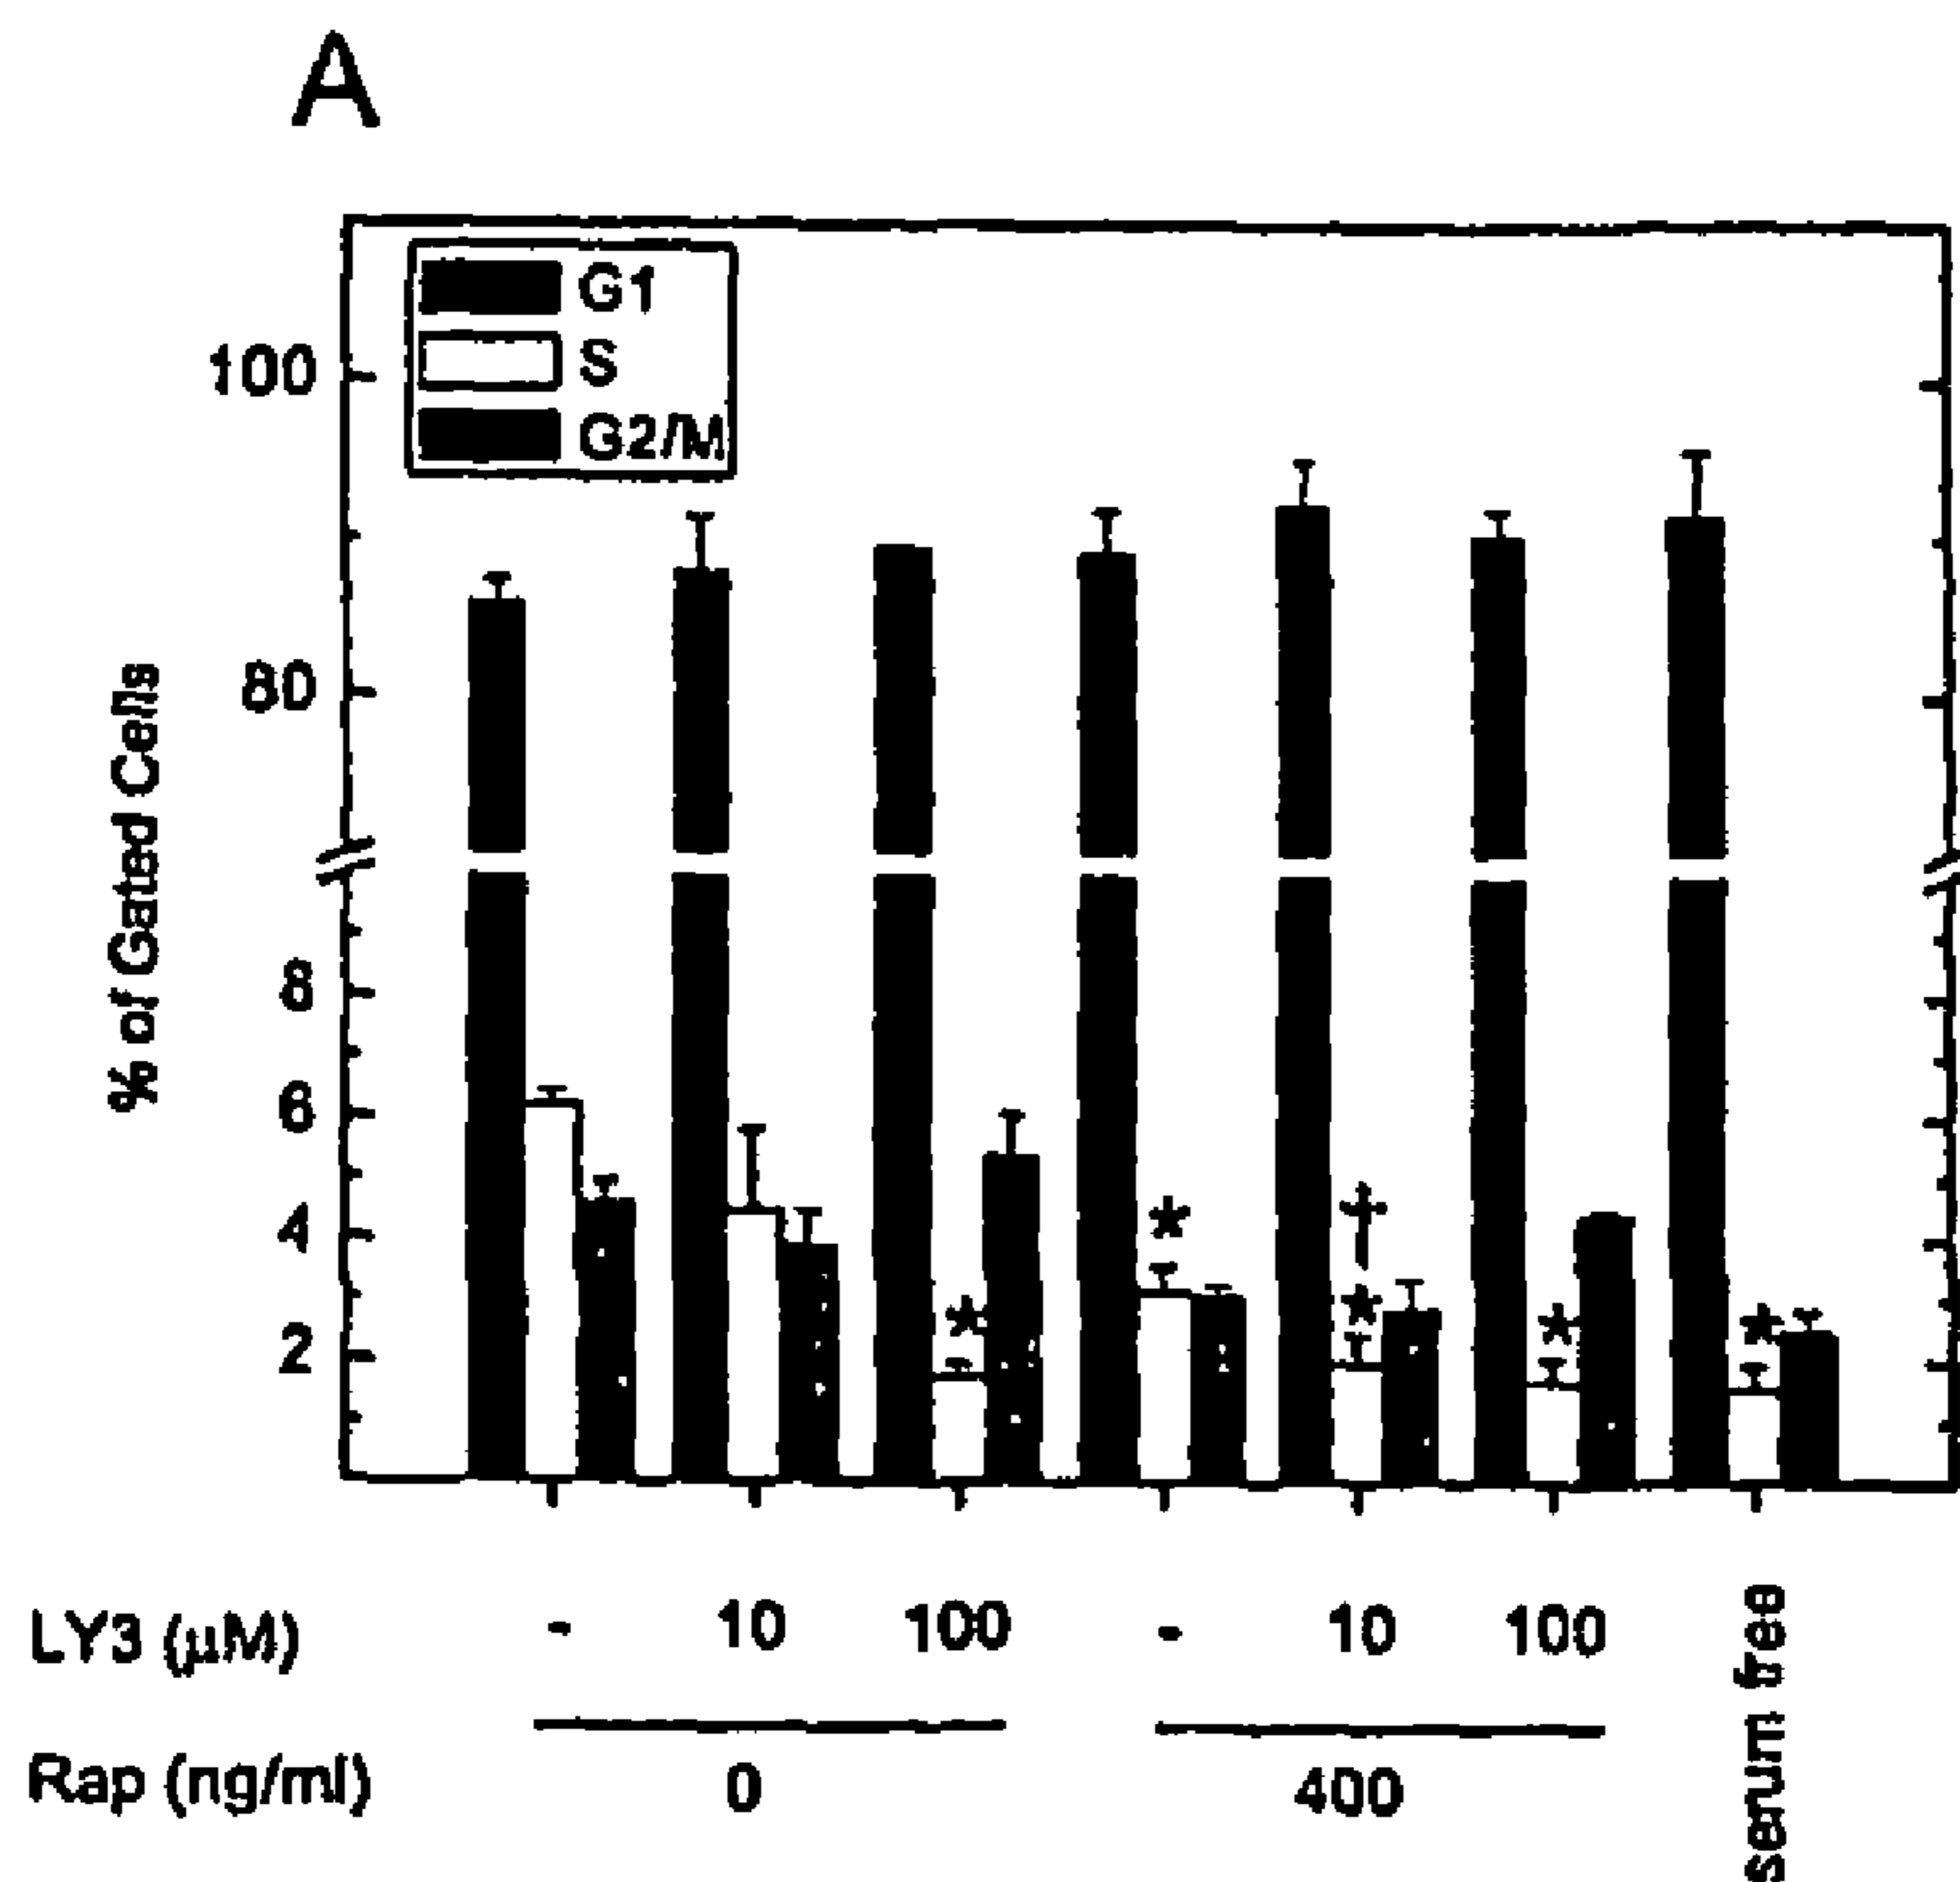 A
G1
S
G2/M
100
80
8
6
4
2
% of Gated Cells
*
*
†
*
*
*
LY3 (µM) - 10 100 - 10 100
Rap (ng/ml) 0 400
serum free